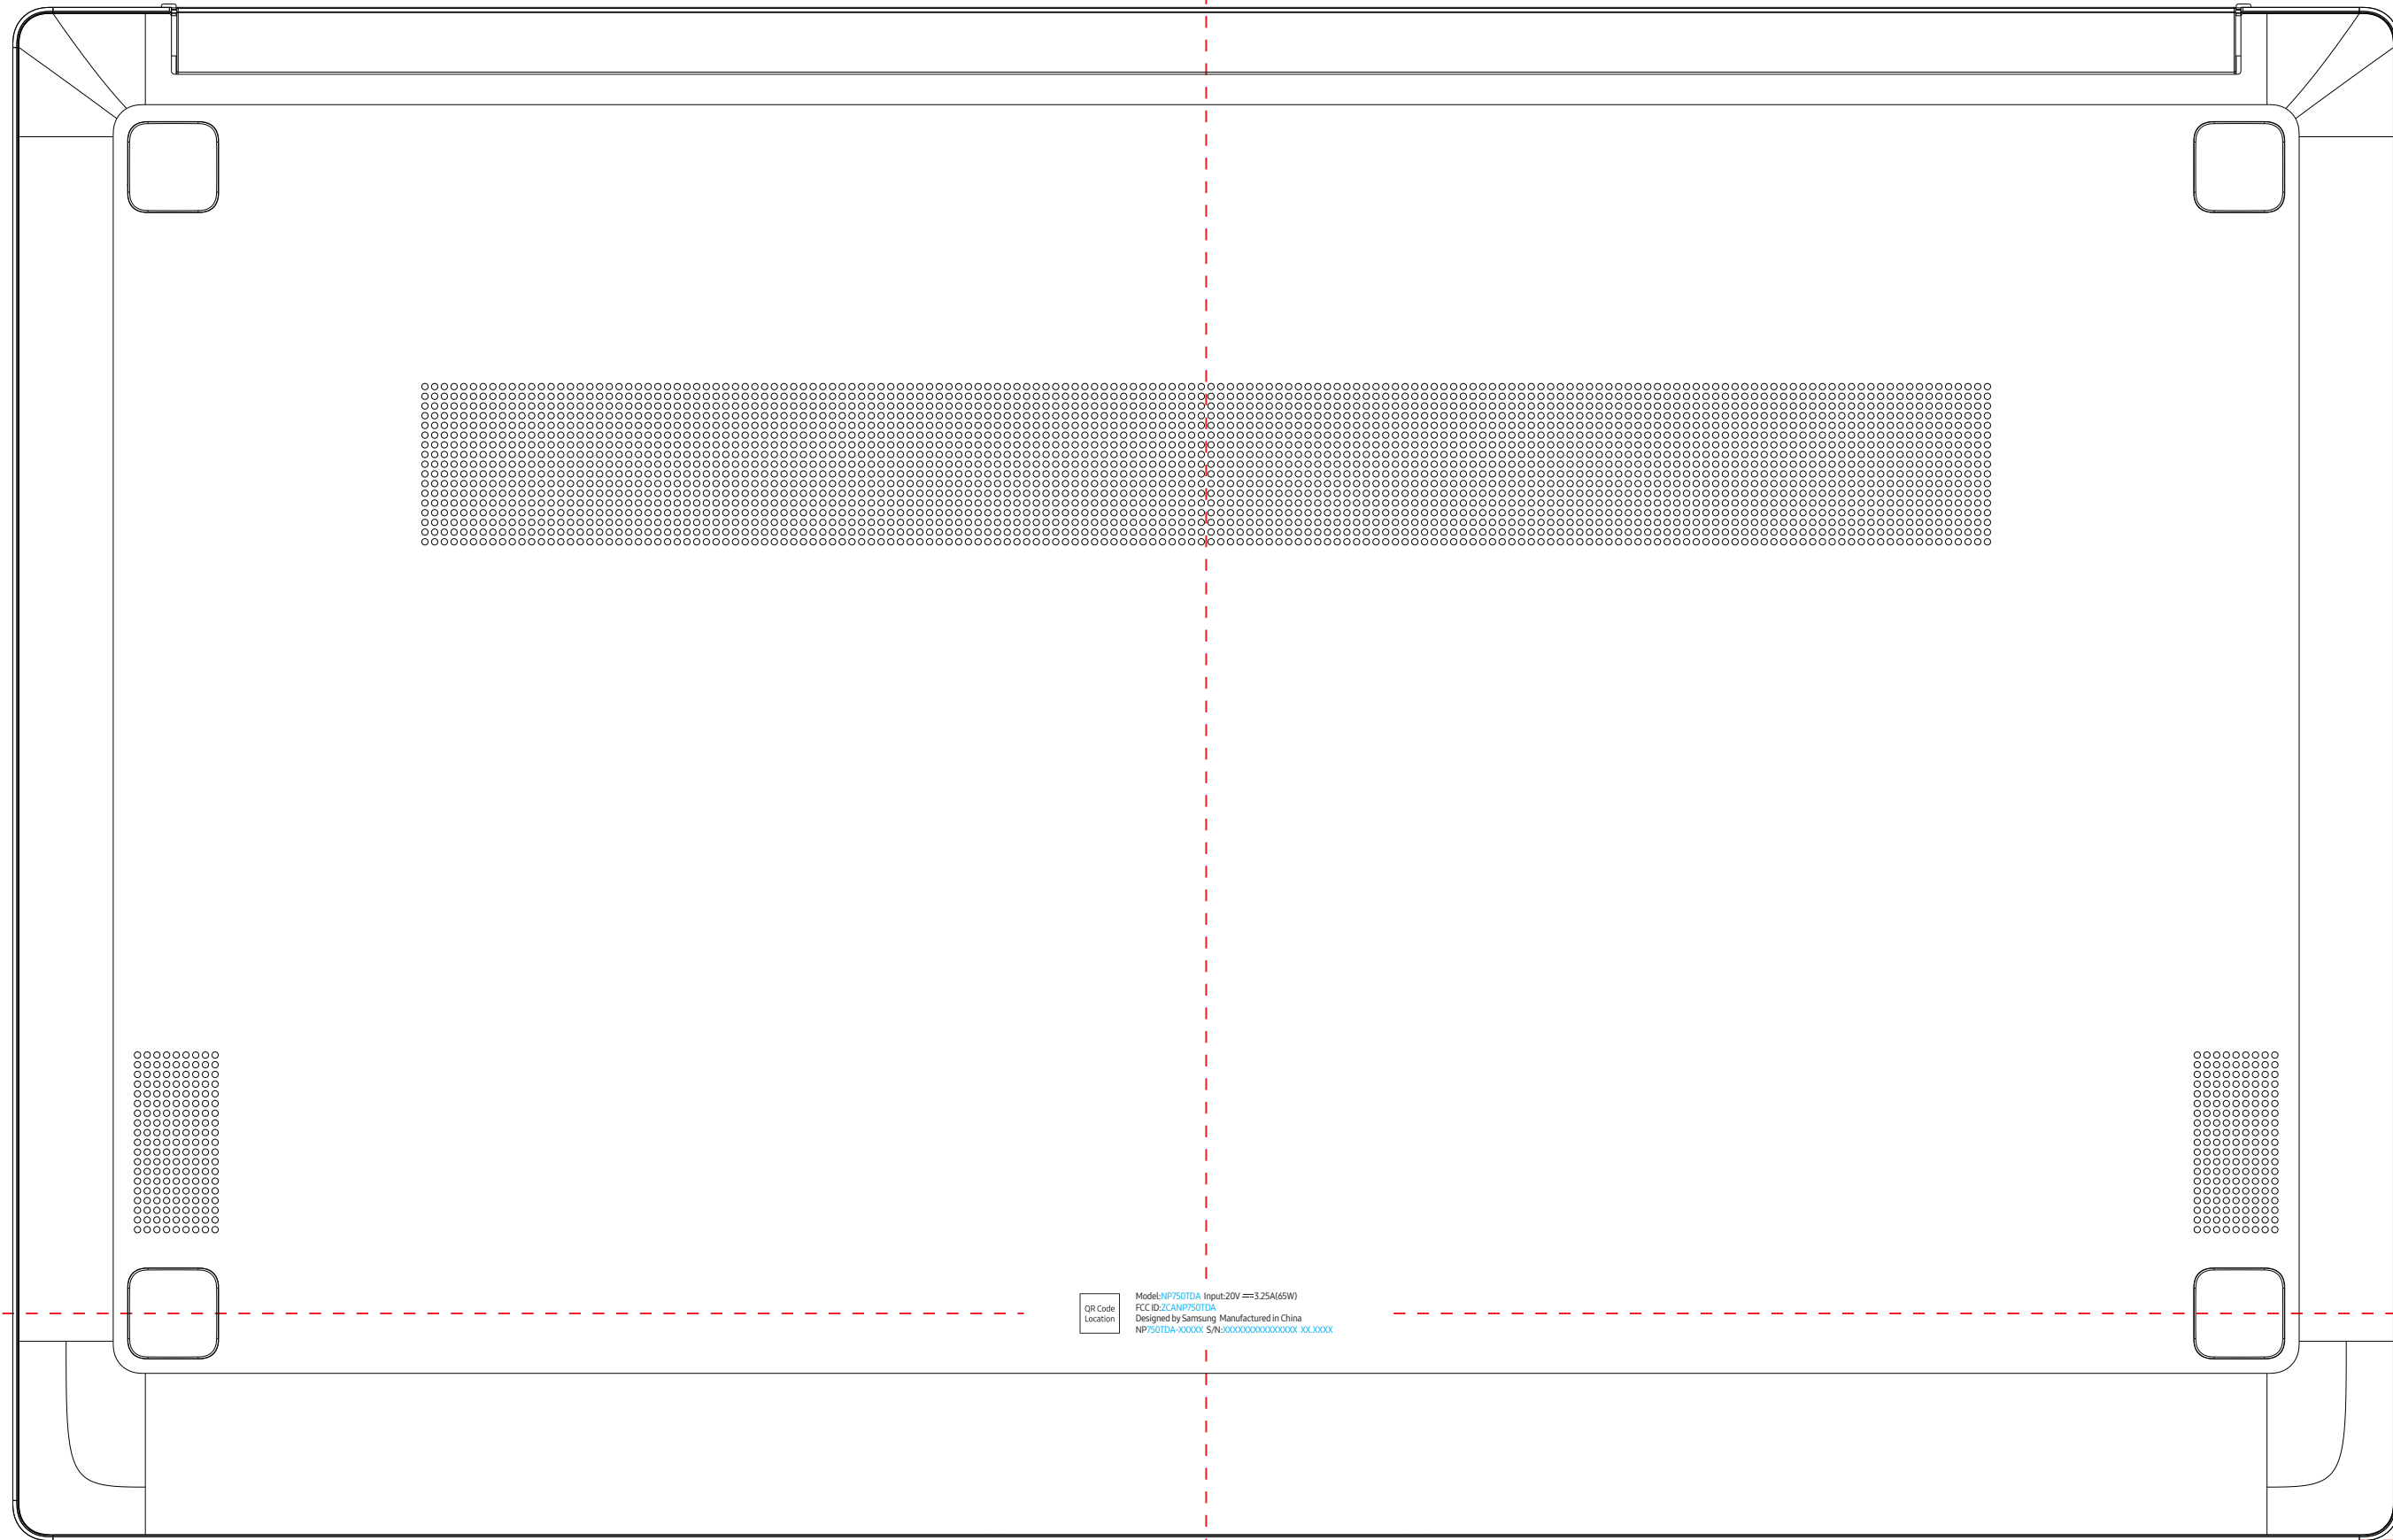 QR Code
Location
Model:NP750TDA Input:20V ⎓3.25A(65W)
FCC ID:ZCANP750TDA
Designed by Samsung Manufactured in China
NP750TDA-XXXXX S/N:XXXXXXXXXXXXXXX XX.XXXX